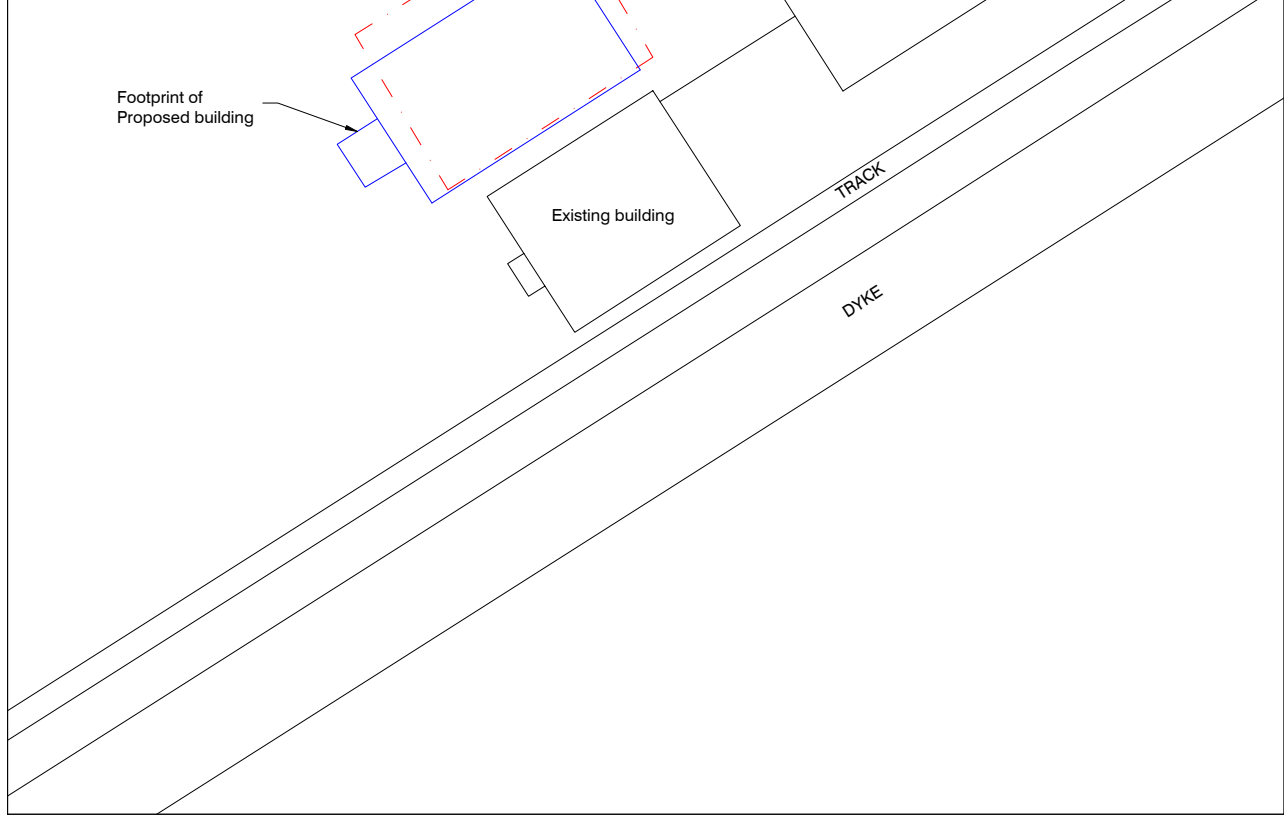 Footprint of
Proposed building
Existing building
TRACK
DYKE